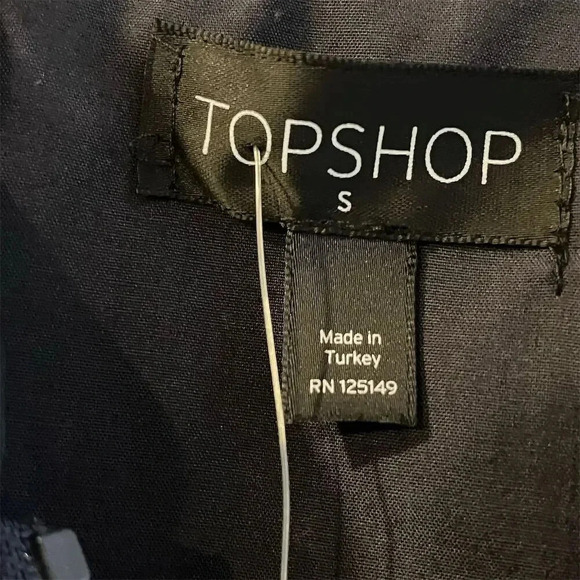 TOPSHOP
S
Made in
Turkey
RN 125149